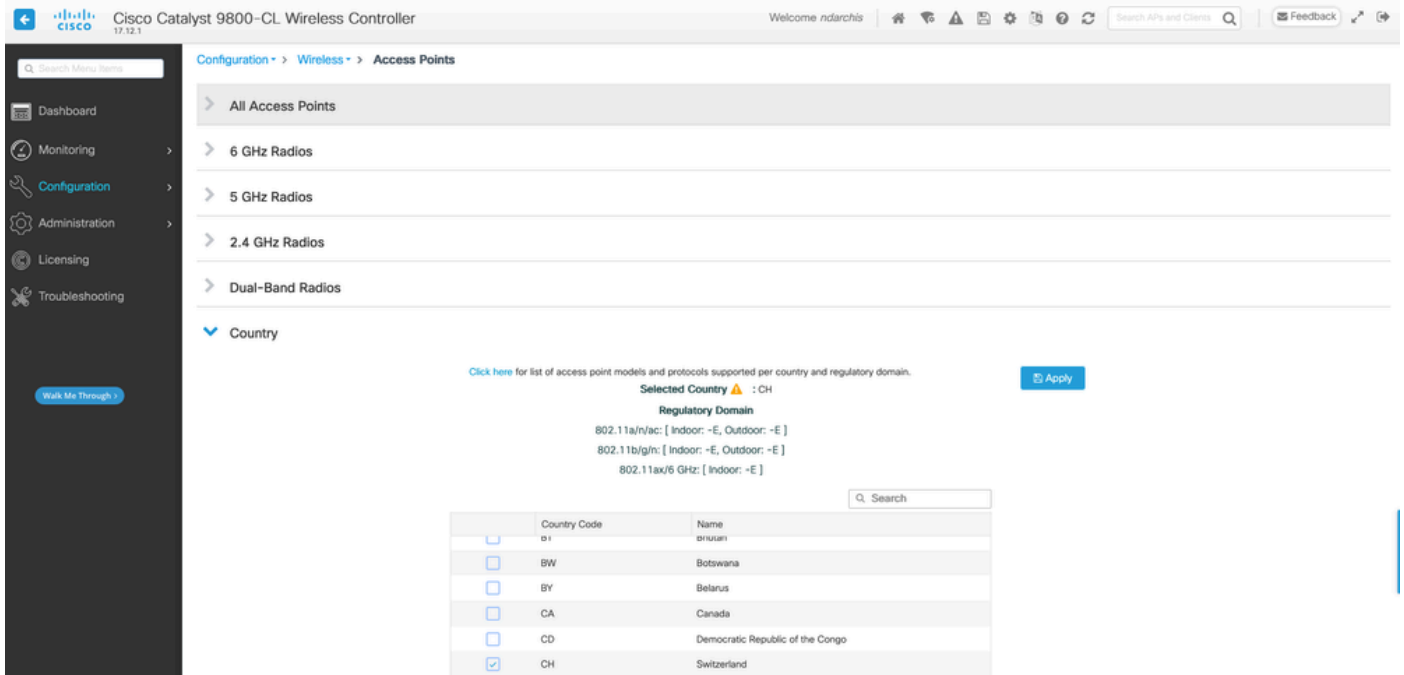 cisco
Cisco Catalyst 9800-CL Wireless Controller
17.12.1
Welcome ndarchis
Search APs and Clients
Feedback
Search Menu Items
Dashboard
Monitoring
Configuration
Administration
Licensing
Troubleshooting
Walk Me Through >
Configuration > Wireless > Access Points
All Access Points
6 GHz Radios
5 GHz Radios
2.4 GHz Radios
Dual-Band Radios
Country
Click here for list of access point models and protocols supported per country and regulatory domain.
Apply
Selected Country : CH
Regulatory Domain
802.11a/n/ac: [ Indoor: -E, Outdoor: -E ]
802.11b/g/n: [ Indoor: -E, Outdoor: -E ]
802.11ax/6 GHz: [ Indoor: -E ]
Search
Country Code Name
BT Bhutan
BW Botswana
BY Belarus
CA Canada
CD Democratic Republic of the Congo
CH Switzerland